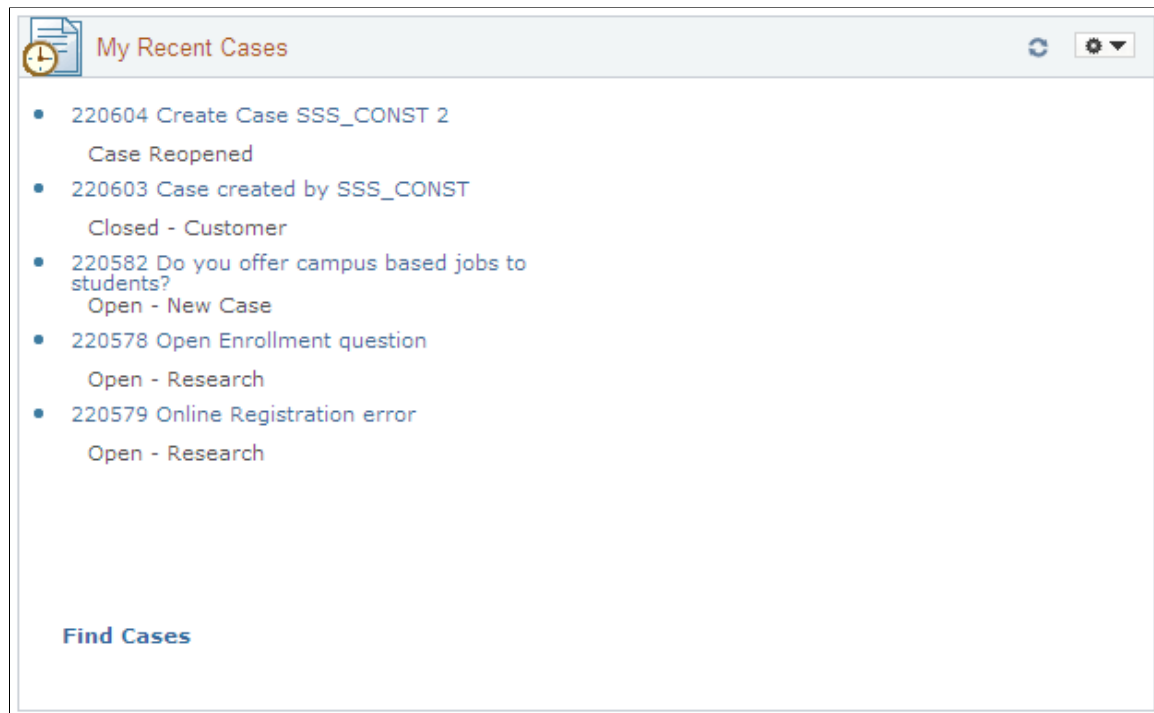 My Recent Cases
220604 Create Case SSS_CONST 2
Case Reopened
220603 Case created by SSS_CONST
Closed - Customer
220582 Do you offer campus based jobs to
students?
Open - New Case
220578 Open Enrollment question
Open - Research
220579 Online Registration error
Open - Research
Find Cases